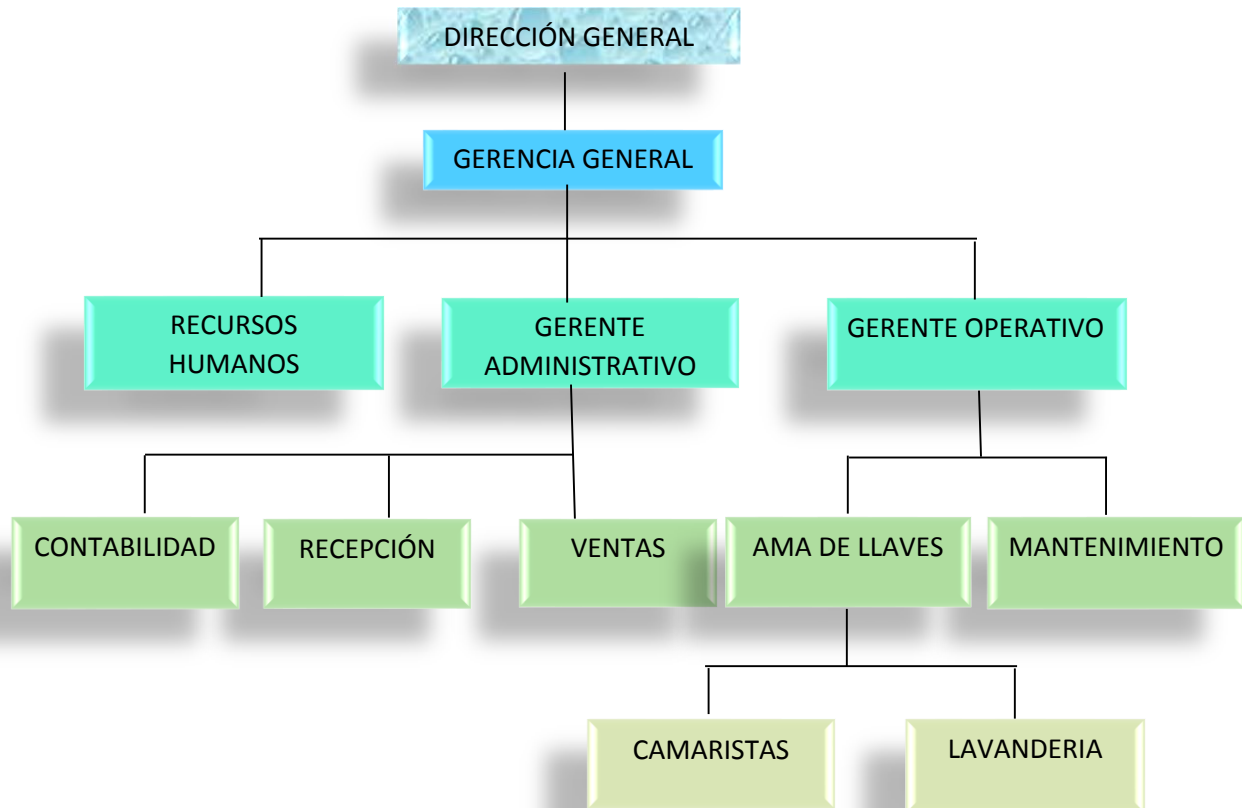 DIRECCIÓN GENERAL
GERENCIA GENERAL
RECURSOS
HUMANOS
GERENTE
ADMINISTRATIVO
GERENTE OPERATIVO
CONTABILIDAD
RECEPCIÓN
VENTAS
AMA DE LLAVES
MANTENIMIENTO
CAMARISTAS
LAVANDERIA